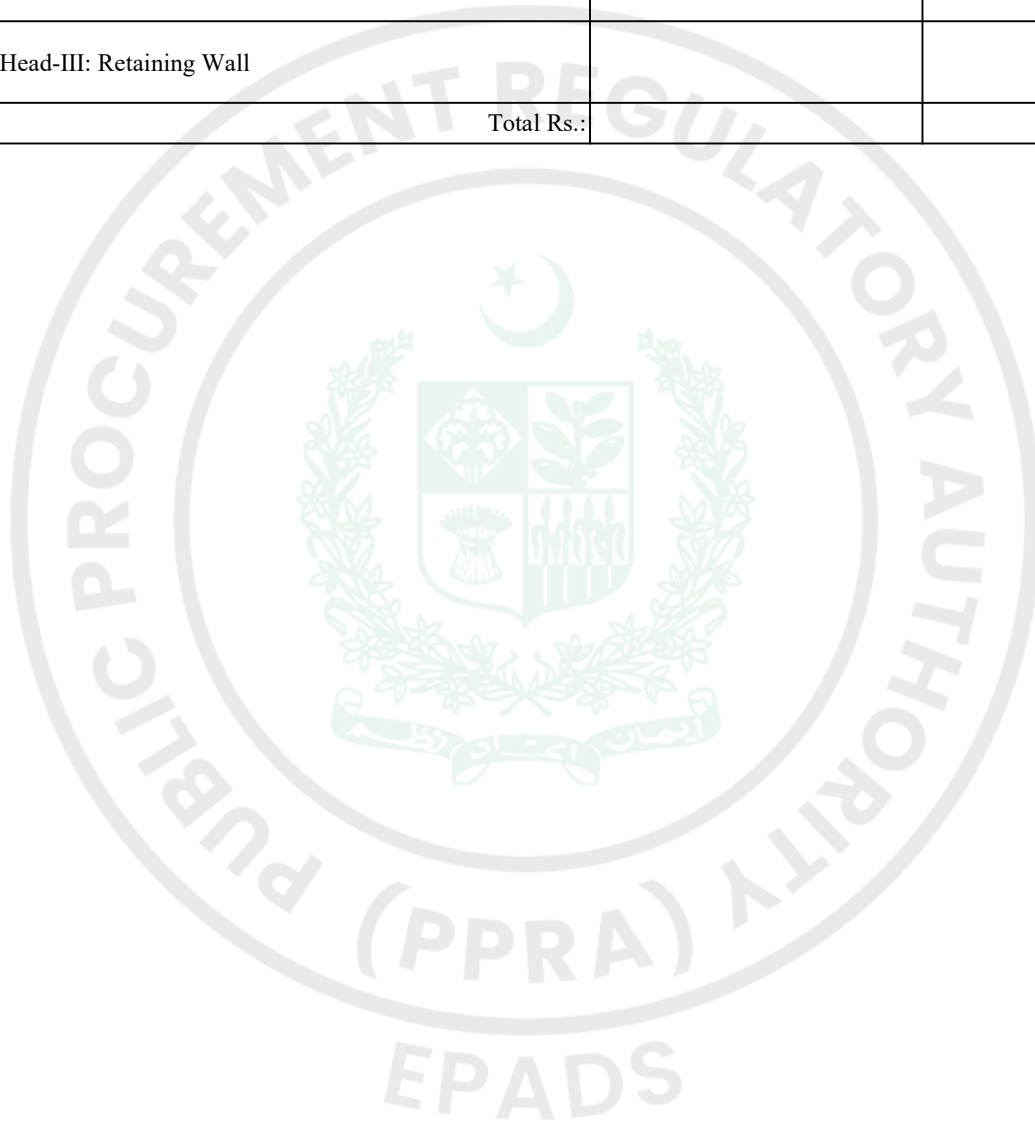 Head-III: Retaining Wall
Total Rs.:
PUBLIC PROCUREMENT REGULATORY AUTHORITY
(PPRA)
EPADS